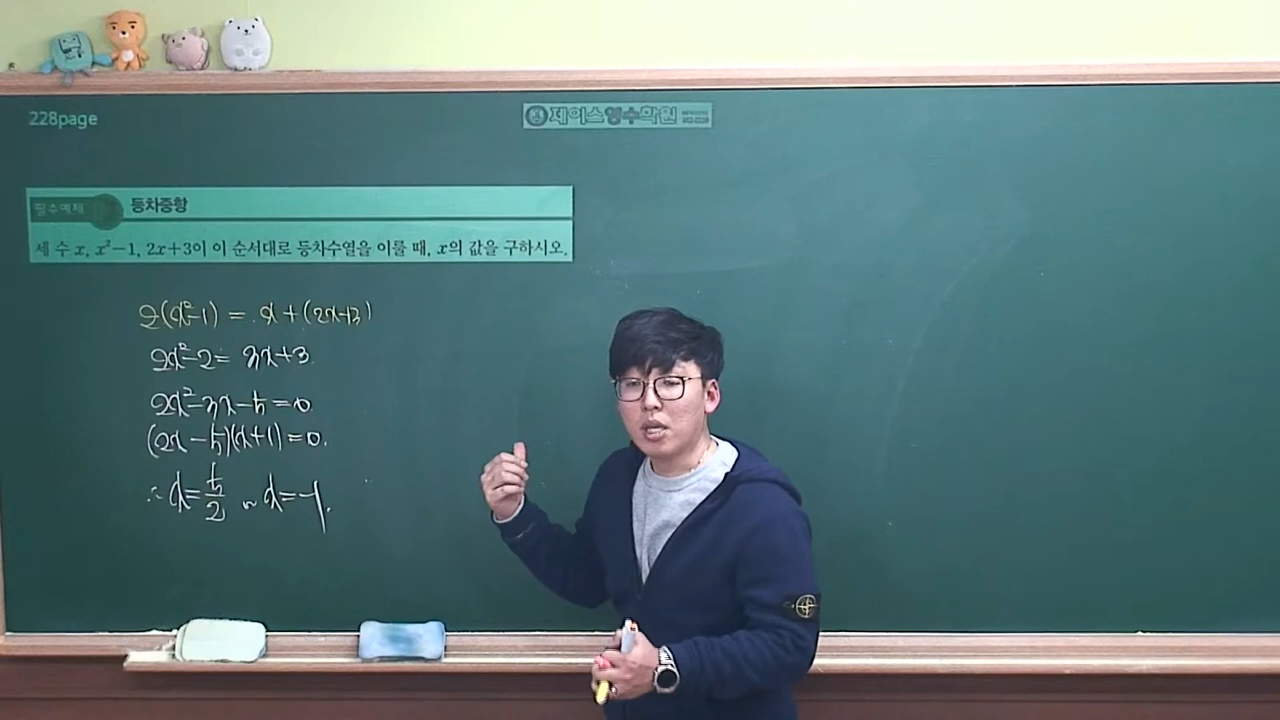 228page
제이스영수학원
필수예제
등차중항
세 수 x, x²−1, 2x+3이 이 순서대로 등차수열을 이룰 때, x의 값을 구하시오.
2(x²-1) = x+(2x+3)
2x²-2 = 3x+3
2x²-3x-5=0
(2x-5)(x+1)=0.
∴ x=5/2 or x=-1.